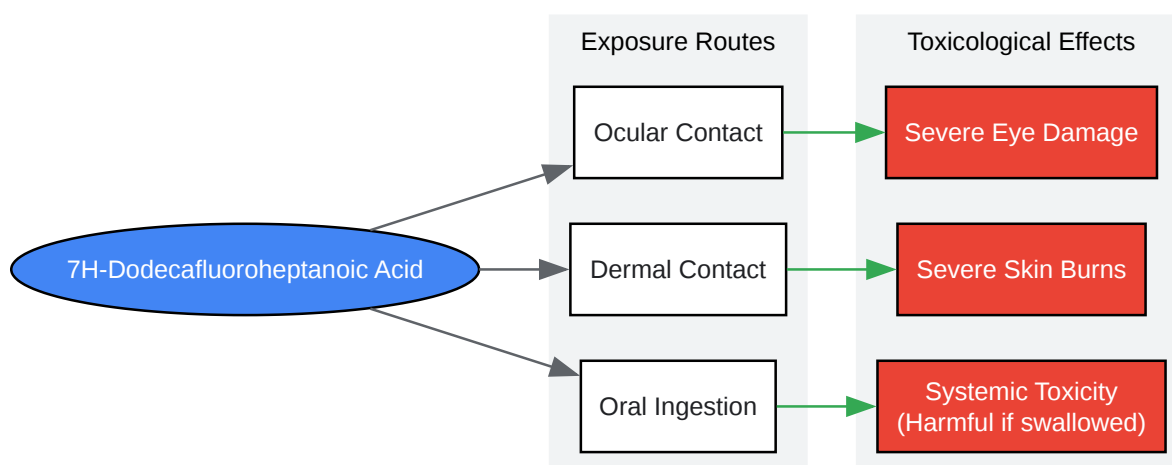 Exposure Routes
Toxicological Effects
Ocular Contact
Severe Eye Damage
7H-Dodecafluoroheptanoic Acid
Dermal Contact
Severe Skin Burns
Oral Ingestion
Systemic Toxicity
(Harmful if swallowed)